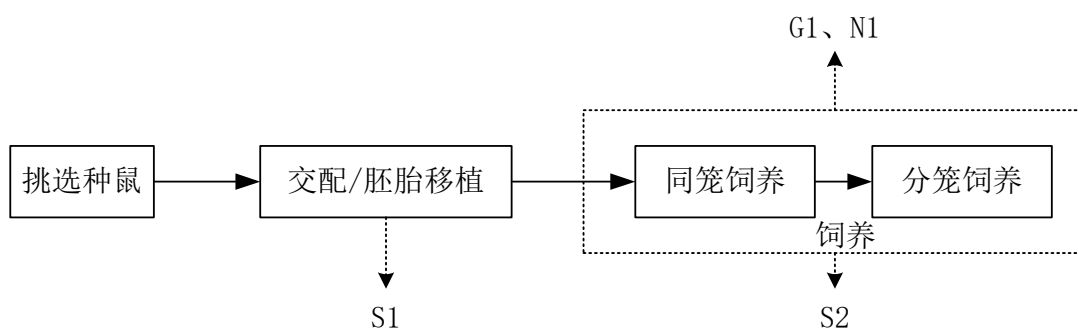 G1、N1
挑选种鼠
交配/胚胎移植
同笼饲养
分笼饲养
饲养
S1
S2